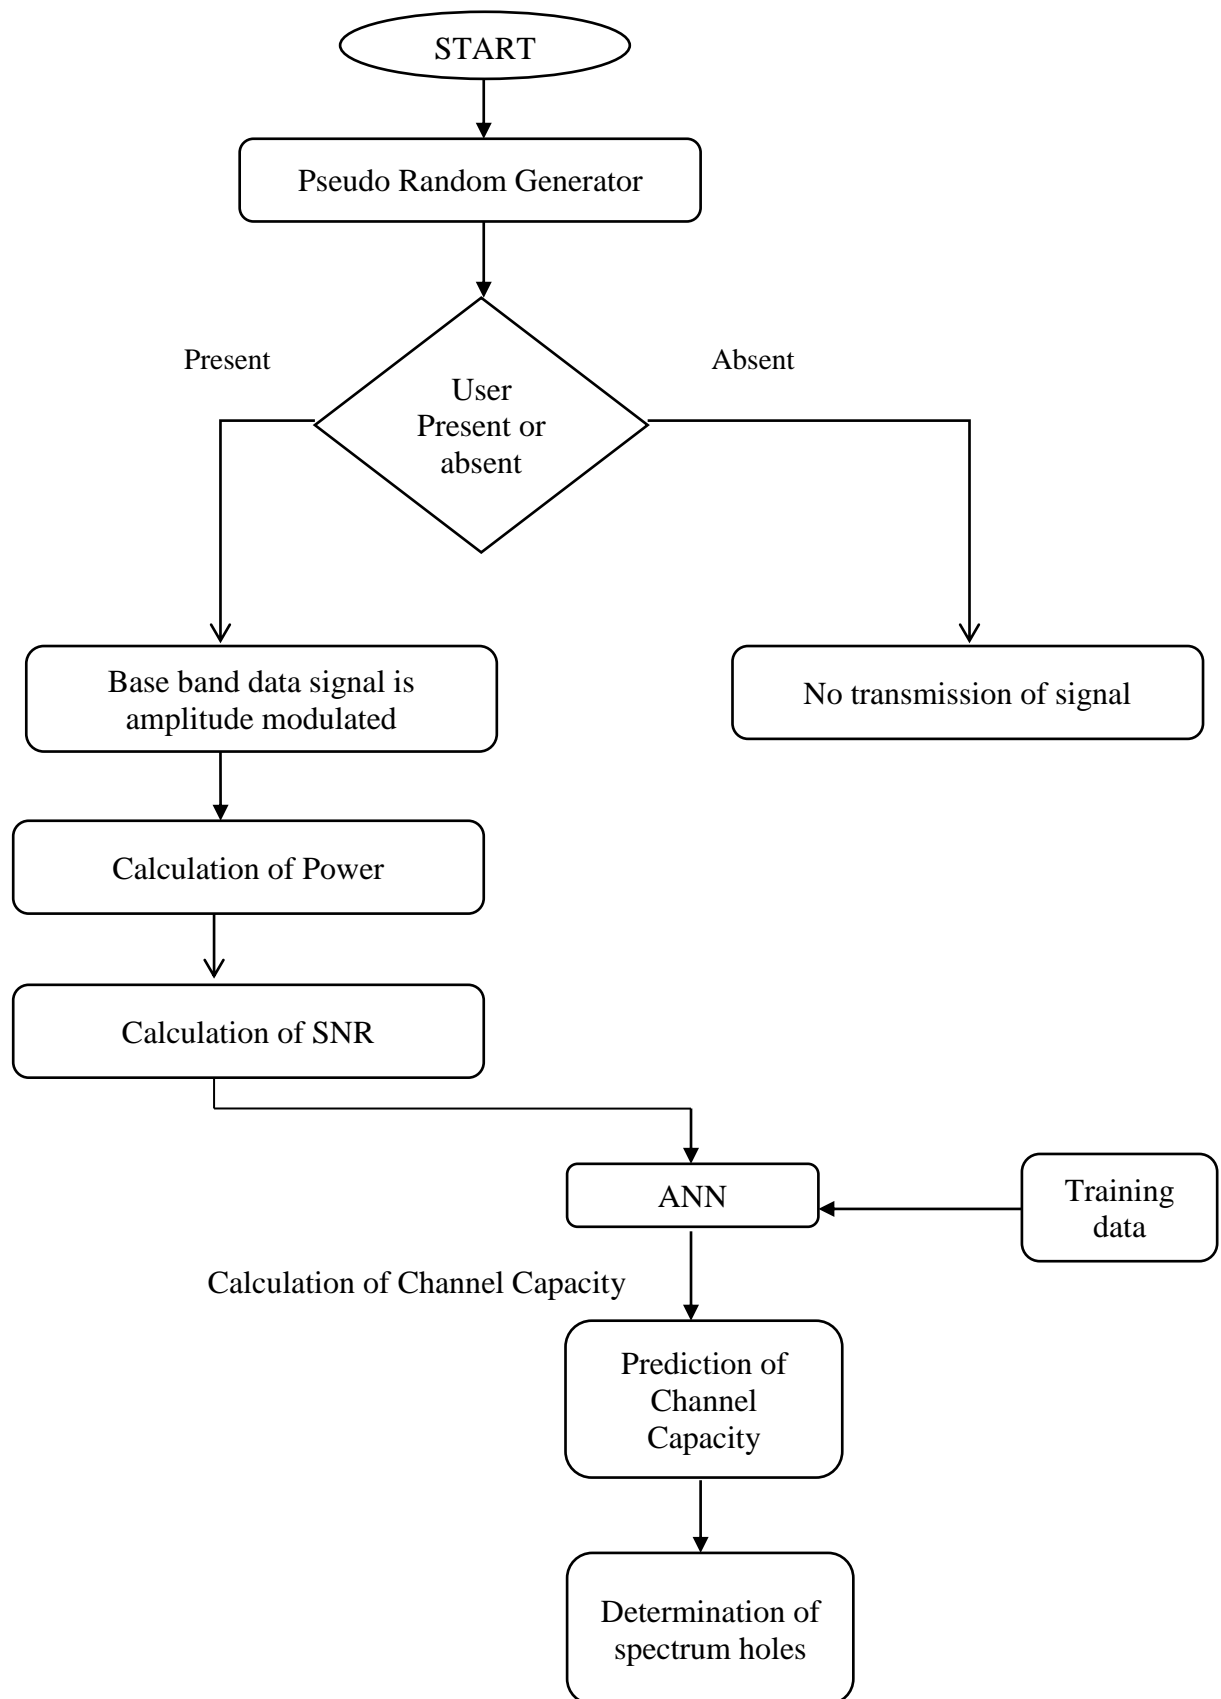 START
Pseudo Random Generator
Present
Absent
User
Present or
absent
Base band data signal is
amplitude modulated
No transmission of signal
Calculation of Power
Calculation of SNR
ANN
Training
data
Calculation of Channel Capacity
Prediction of
Channel
Capacity
Determination of
spectrum holes